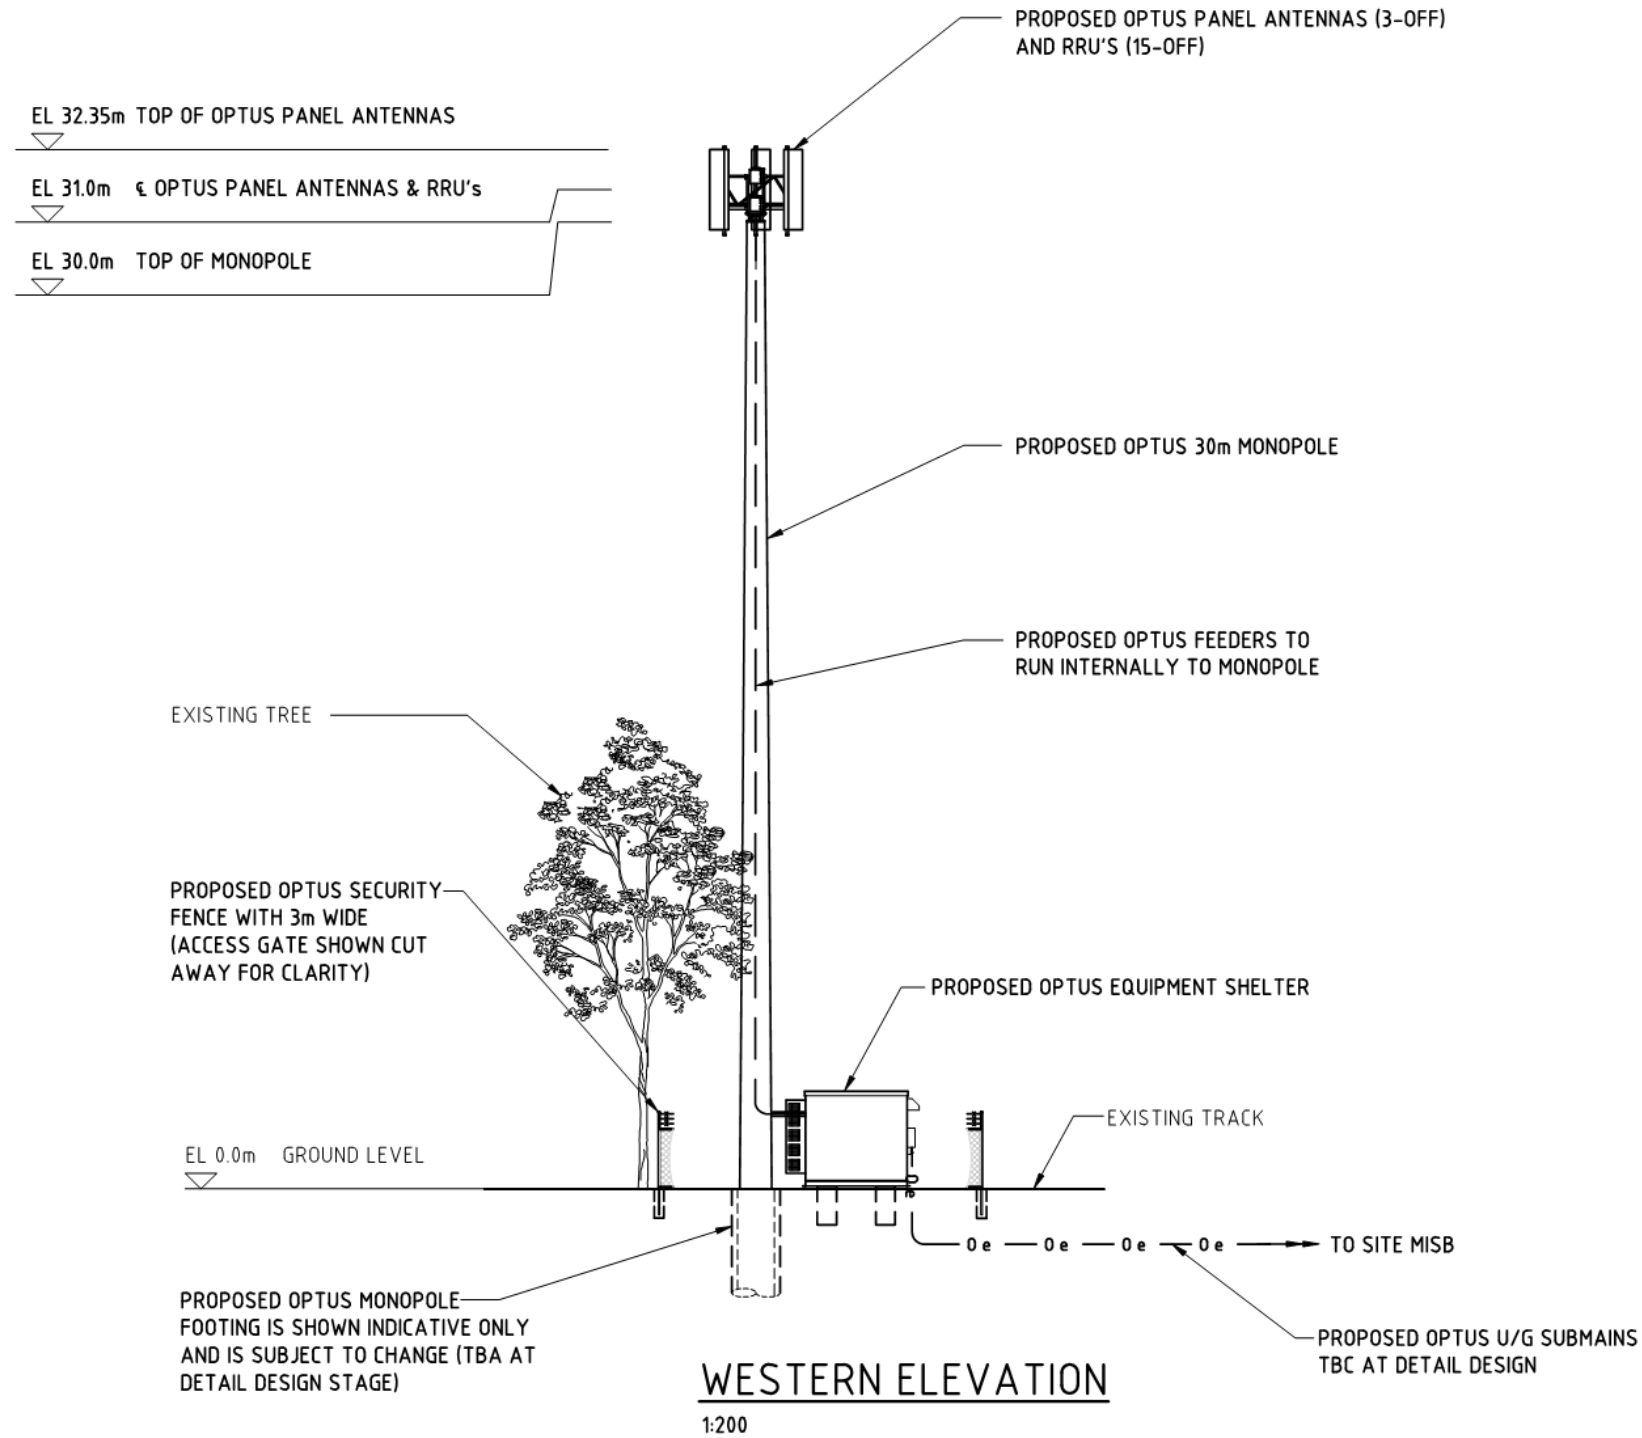 PROPOSED OPTUS PANEL ANTENNAS (3-OFF)
AND RRU'S (15-OFF)
EL 32.35m TOP OF OPTUS PANEL ANTENNAS
EL 31.0m ℄ OPTUS PANEL ANTENNAS & RRU's
EL 30.0m TOP OF MONOPOLE
PROPOSED OPTUS 30m MONOPOLE
PROPOSED OPTUS FEEDERS TO
RUN INTERNALLY TO MONOPOLE
EXISTING TREE
PROPOSED OPTUS SECURITY
FENCE WITH 3m WIDE
(ACCESS GATE SHOWN CUT
AWAY FOR CLARITY)
PROPOSED OPTUS EQUIPMENT SHELTER
EXISTING TRACK
EL 0.0m GROUND LEVEL
Oe Oe Oe Oe TO SITE MISB
PROPOSED OPTUS MONOPOLE
FOOTING IS SHOWN INDICATIVE ONLY
AND IS SUBJECT TO CHANGE (TBA AT
DETAIL DESIGN STAGE)
PROPOSED OPTUS U/G SUBMAINS
TBC AT DETAIL DESIGN
WESTERN ELEVATION
1:200